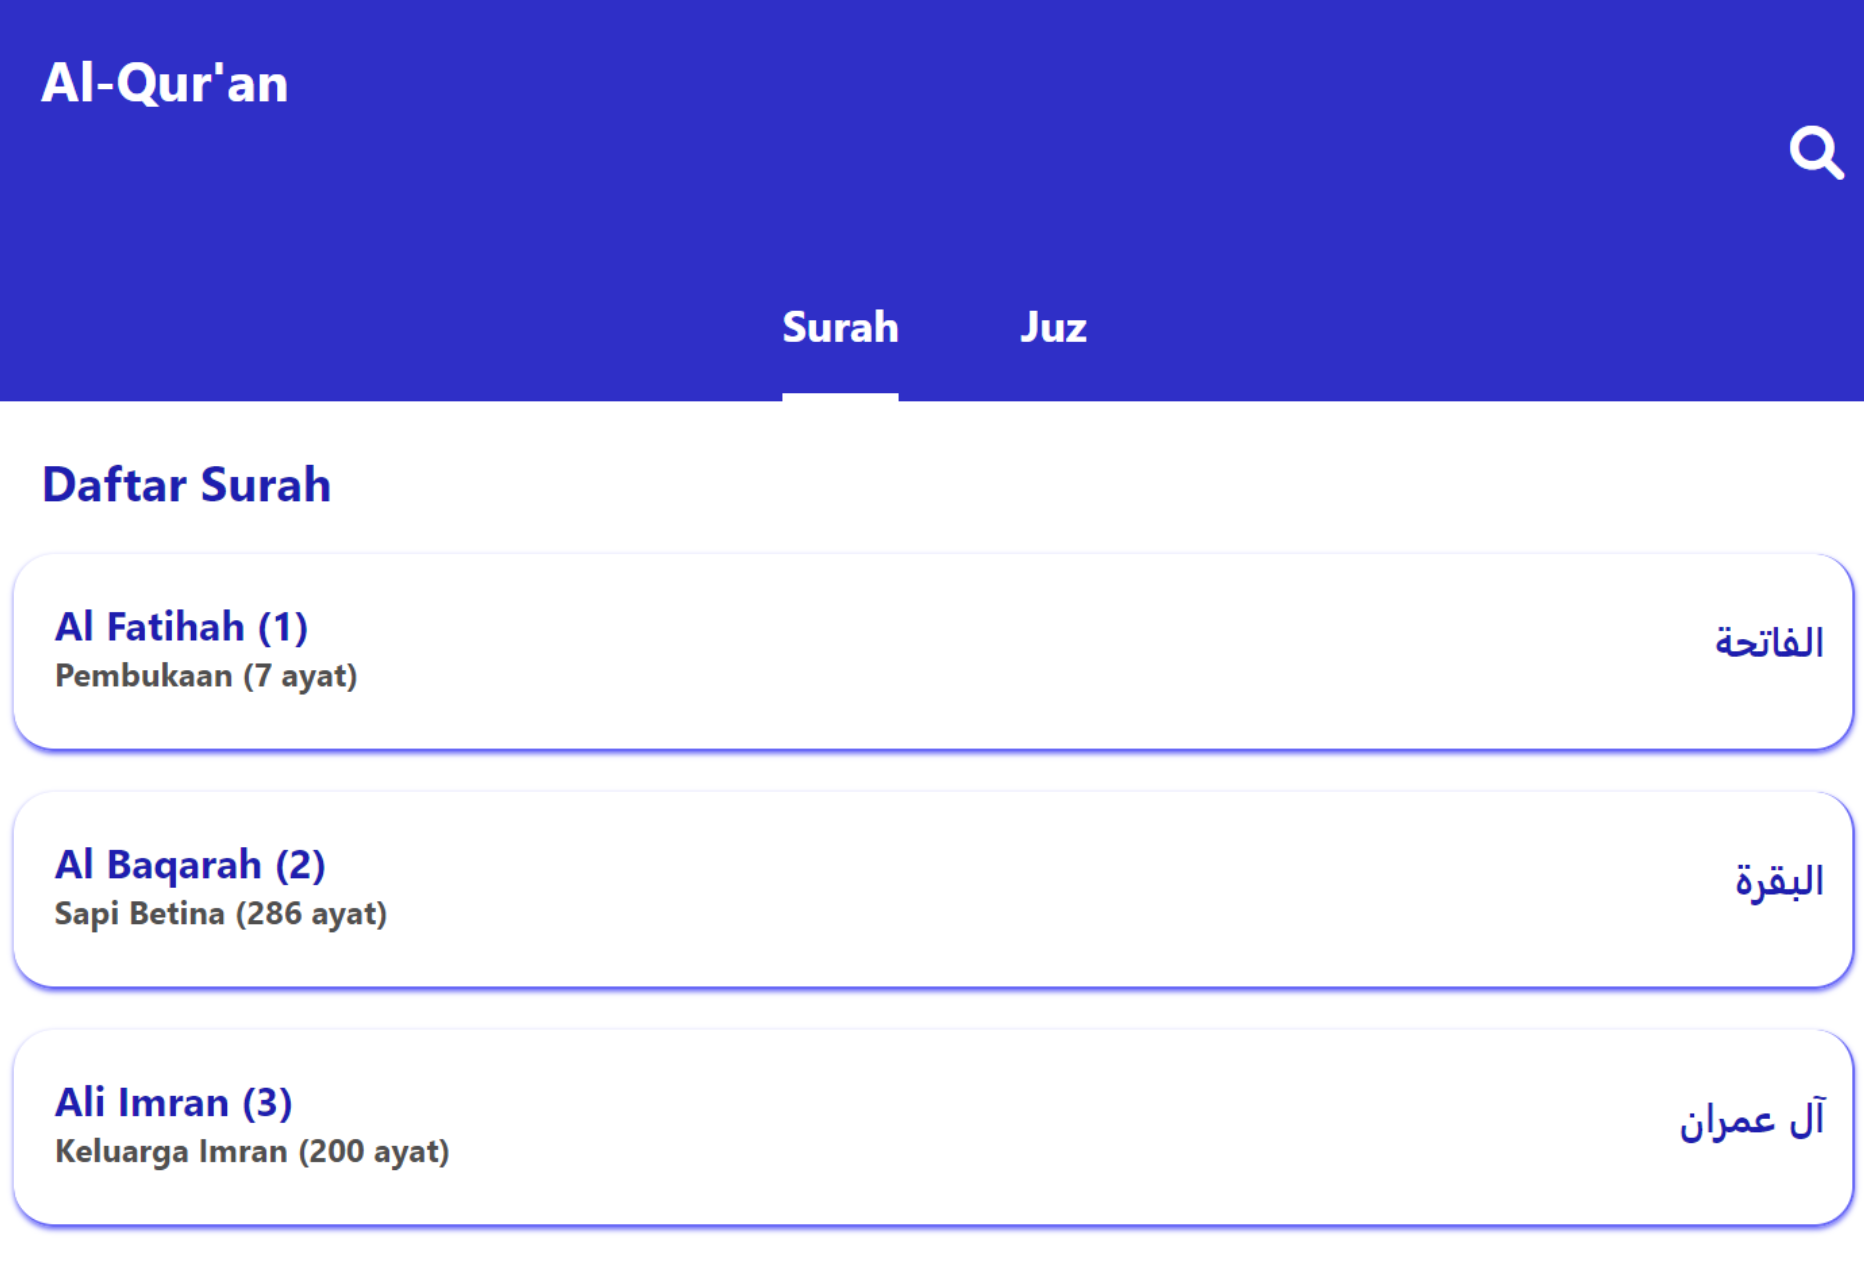 Al-Qur'an
Surah
Juz
Daftar Surah
Al Fatihah (1)
الفاتحة
Pembukaan (7 ayat)
Al Baqarah (2)
البقرة
Sapi Betina (286 ayat)
Ali Imran (3)
آل عمران
Keluarga Imran (200 ayat)